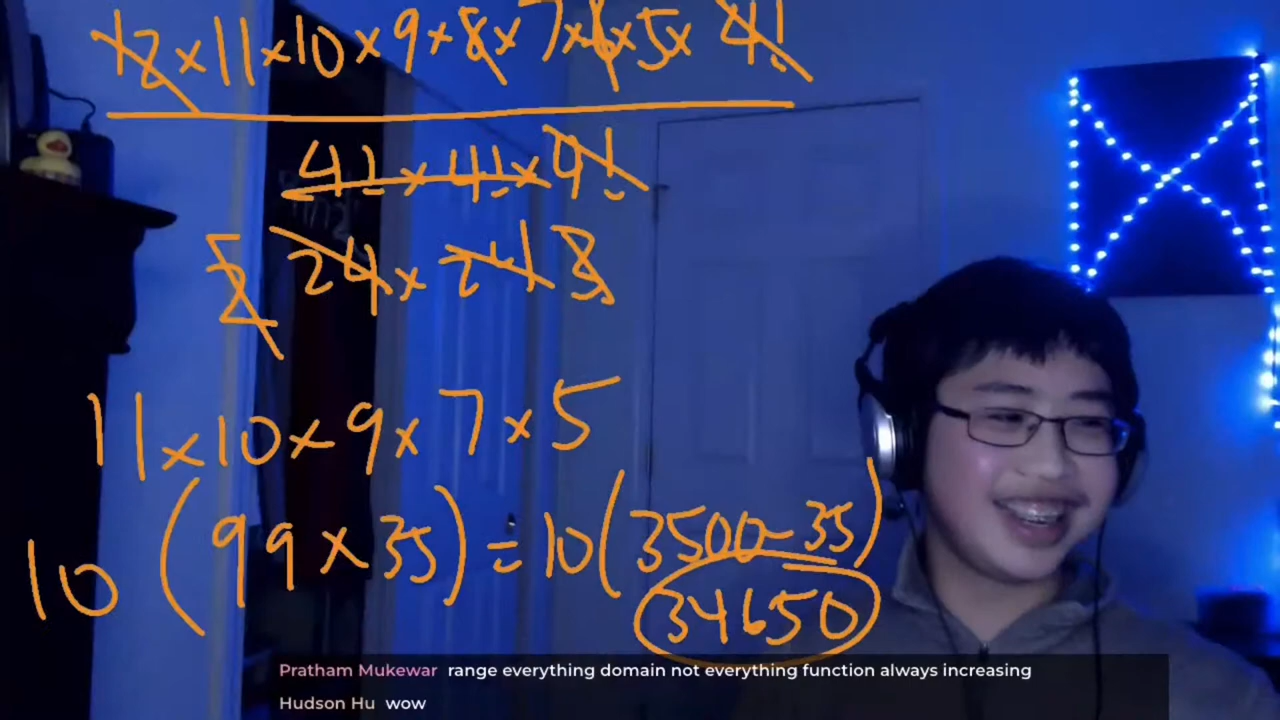 12×11×10×9×8×7×6×5×4!
4!×4!×4!
2 24×24 3
11×10×9×7×5
10(99×35)=10(3500-35)
34650
Pratham Mukewar range everything domain not everything function always increasing
Hudson Hu wow